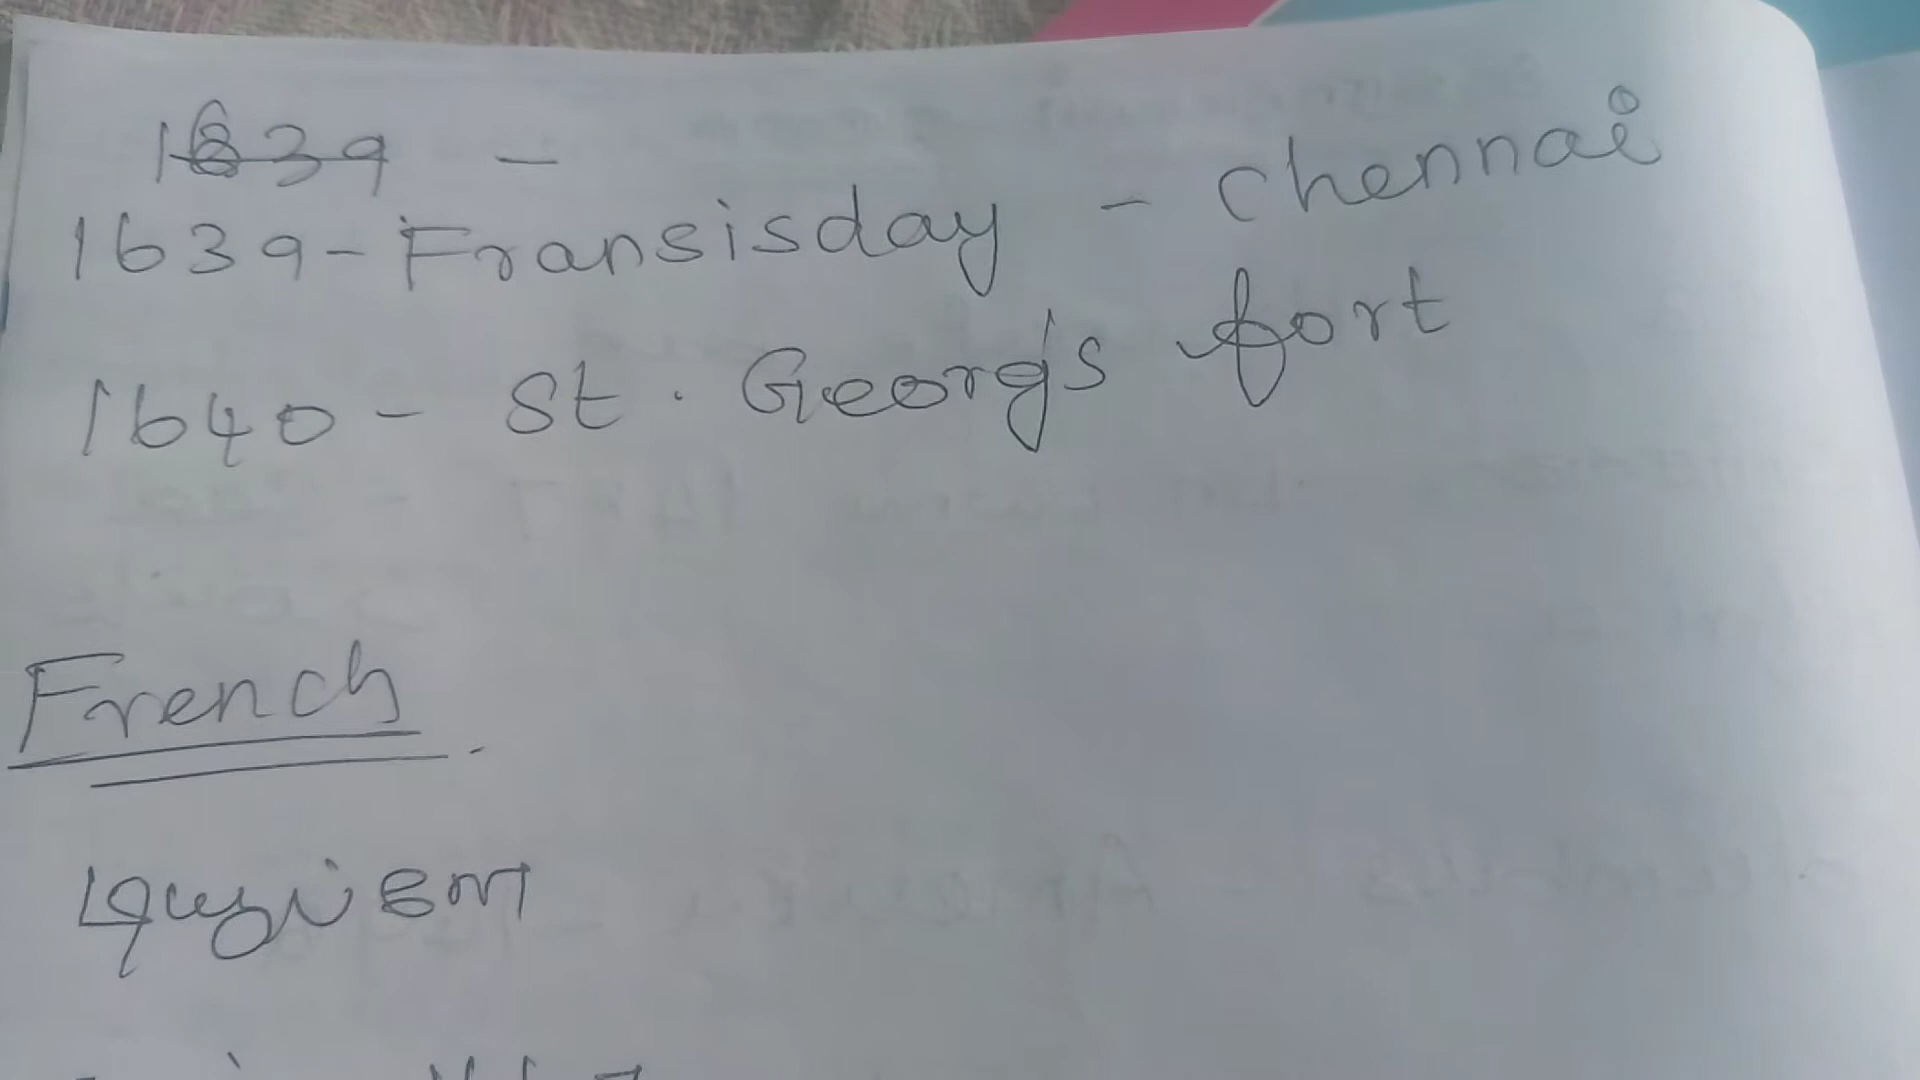 1639 -
1639 - Fransisday - Chennai
1640 - St. Georg's fort
French
டியூப்ளே